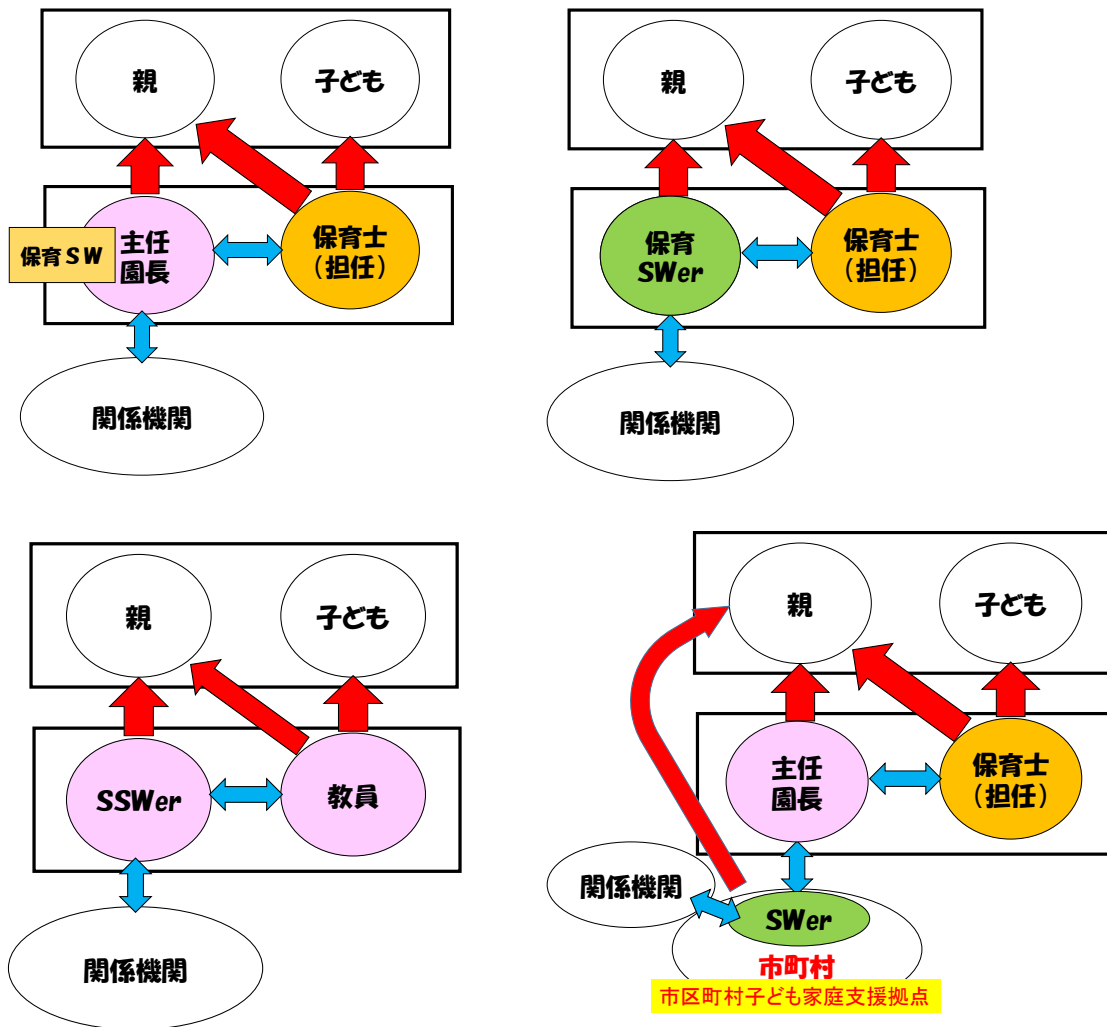 親
子ども
保育ＳＷ
主任
園長
保育士
（担任）
関係機関
親
子ども
保育
SWer
保育士
（担任）
関係機関
親
子ども
SSWer
教員
関係機関
親
子ども
主任
園長
保育士
（担任）
関係機関
SWer
市町村
市区町村子ども家庭支援拠点